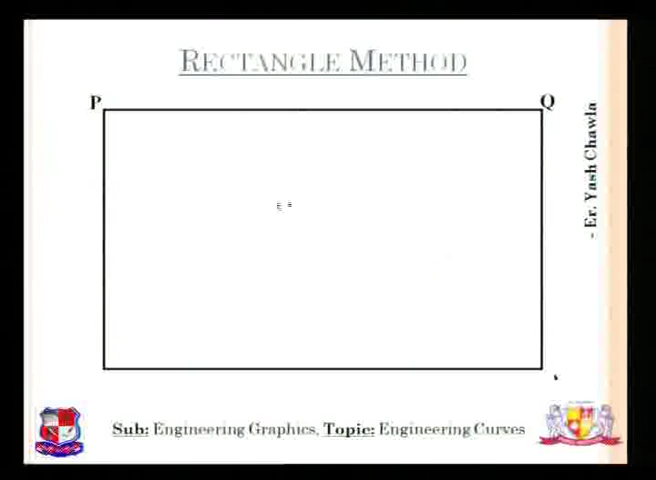 RECTANGLE METHOD
P
Q
- Er. Yash Chawla
Sub: Engineering Graphics, Topic: Engineering Curves